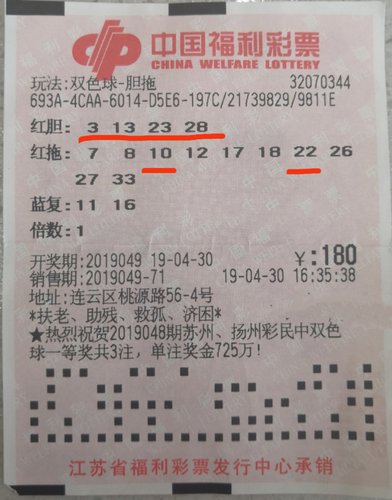 中国福利彩票
CHINA WELFARE LOTTERY
玩法:双色球-胆拖 32070344
693A-4CAA-6014-D5E6-197C/21739829/9811E
红胆: 3 13 23 28
红拖: 7 8 10 12 17 18 22 26
27 33
蓝复:11 16
倍数:1
开奖期:2019049 19-04-30 ￥:180
销售期:2019049-71 19-04-30 16:35:38
地址:连云区桃源路56-4号
*扶老、助残、救孤、济困*
★热烈祝贺2019048期苏州、扬州彩民中双色
球一等奖共3注，单注奖金725万!
江苏省福利彩票发行中心承销